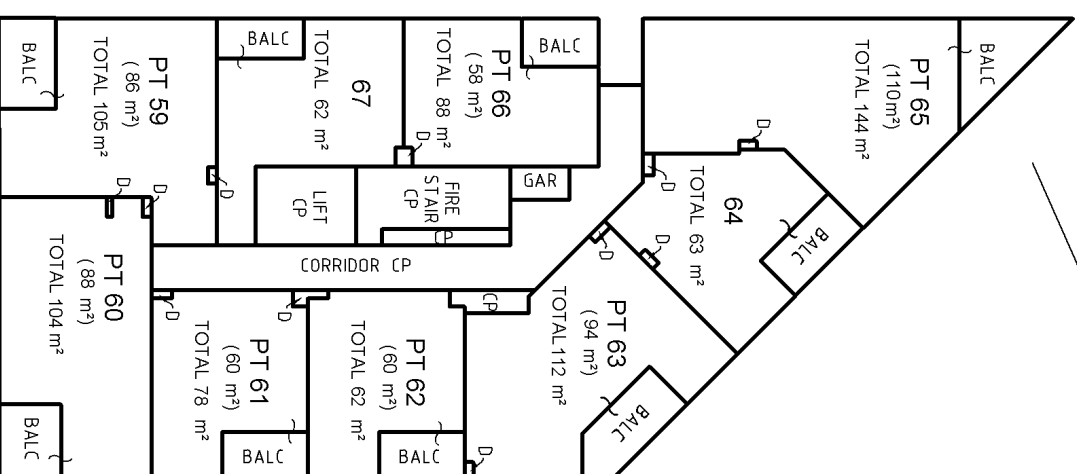 BALC
PT 59
(86 m²)
TOTAL 105 m²
BALC
67
TOTAL 62 m²
BALC
PT 66
(58 m²)
TOTAL 88 m²
D
BALC
PT 65
(110 m²)
TOTAL 144 m²
D
D
D
D
D
LIFT
CP
FIRE
STAIR
CP
GAR
CP
CORRIDOR CP
D
64
TOTAL 63 m²
BALC
D
D
PT 60
(88 m²)
TOTAL 104 m²
BALC
D
PT 61
(60 m²)
TOTAL 78 m²
BALC
D
PT 62
(60 m²)
TOTAL 62 m²
BALC
CP
PT 63
(94 m²)
TOTAL 112 m²
BALC
D